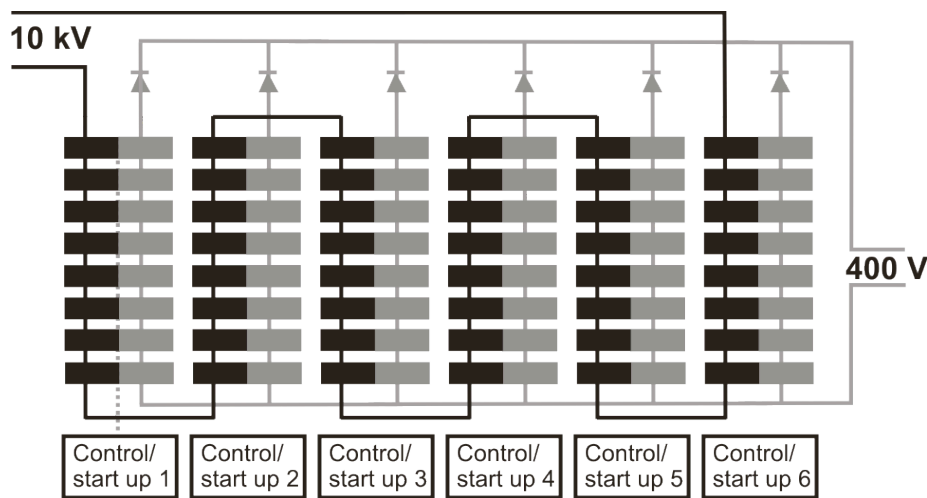 10 kV
400 V
Control/
start up 1
Control/
start up 2
Control/
start up 3
Control/
start up 4
Control/
start up 5
Control/
start up 6